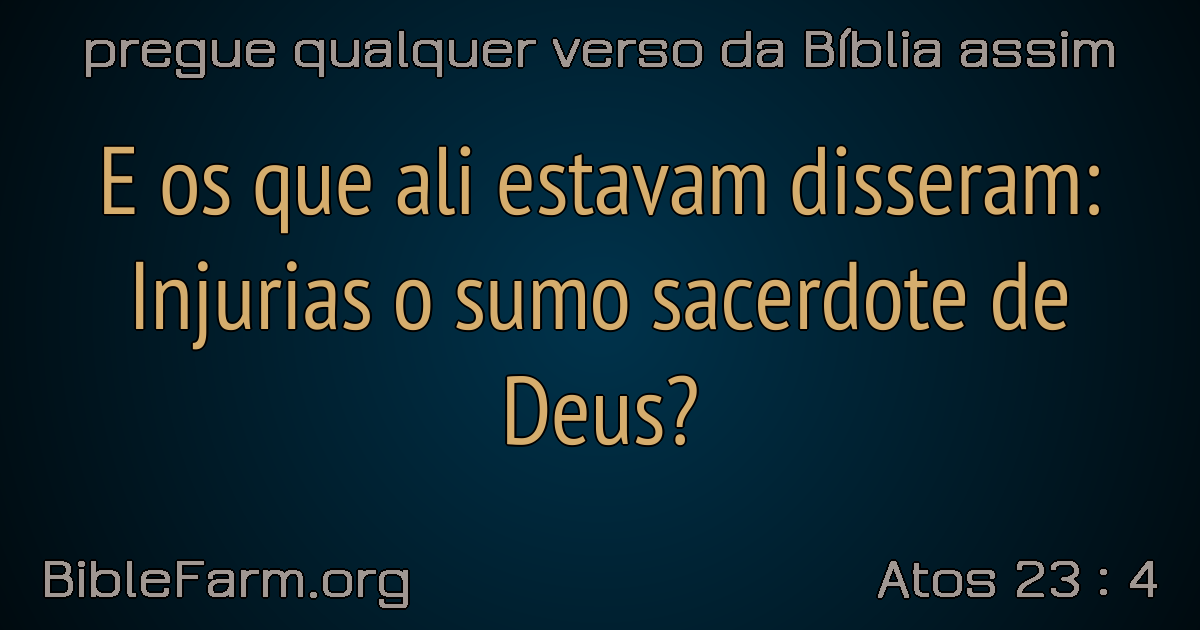 pregue qualquer verso da Bíblia assim
E os que ali estavam disseram:
Injurias o sumo sacerdote de
Deus?
BibleFarm.org
Atos 23 : 4